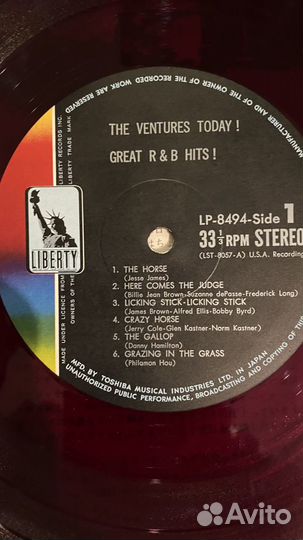 MANUFACTURER AND OF THE OWNER OF THE RECORDED WORK ARE RESERVED
LIBERTY RECORDS INC.
LIBERTY TRADE MARK
MADE UNDER LICENCE FROM
OWNERS OF THE
THE VENTURES TODAY!
GREAT R & B HITS!
LIBERTY
LP-8494-Side 1
33 1/3 RPM STEREO
(LST-8057-A) U.S.A. Recording
1. THE HORSE
(Jesse James)
2. HERE COMES THE JUDGE
(Billie Jean Brown-Suzanne dePasse-Frederick Long)
3. LICKING STICK-LICKING STICK
(James Brown-Alfred Ellis-Bobby Byrd)
4. CRAZY HORSE
(Jerry Cole-Glen Kastner-Norm Kastner)
5. THE GALLOP
(Danny Hamilton)
6. GRAZING IN THE GRASS
(Philamon Hou)
MFD. BY TOSHIBA MUSICAL INDUSTRIES LTD. IN JAPAN
UNAUTHORIZED PUBLIC PERFORMANCE, BROADCASTING AND COPYING OF
Avito